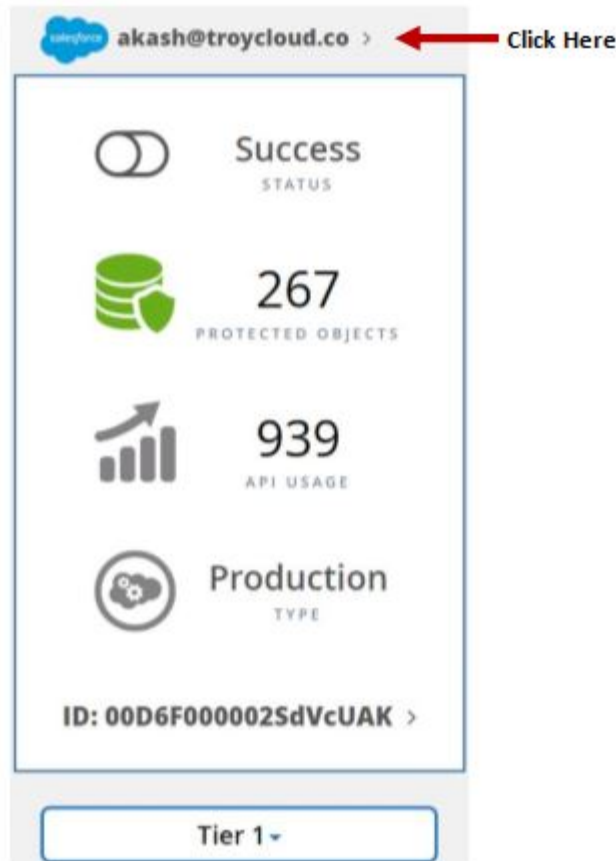 salesforce akash@troycloud.co > Click Here
Success
STATUS
267
PROTECTED OBJECTS
939
API USAGE
Production
TYPE
ID: 00D6F000002SdVcUAK >
Tier 1